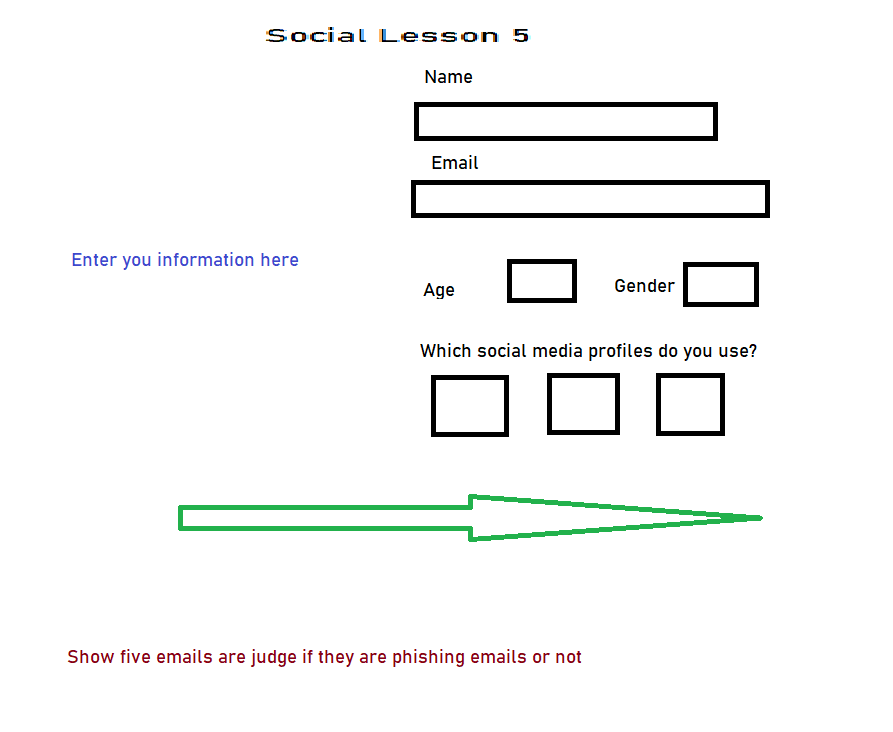 Social Lesson 5
Name
Email
Enter you information here
Age
Gender
Which social media profiles do you use?
Show five emails are judge if they are phishing emails or not